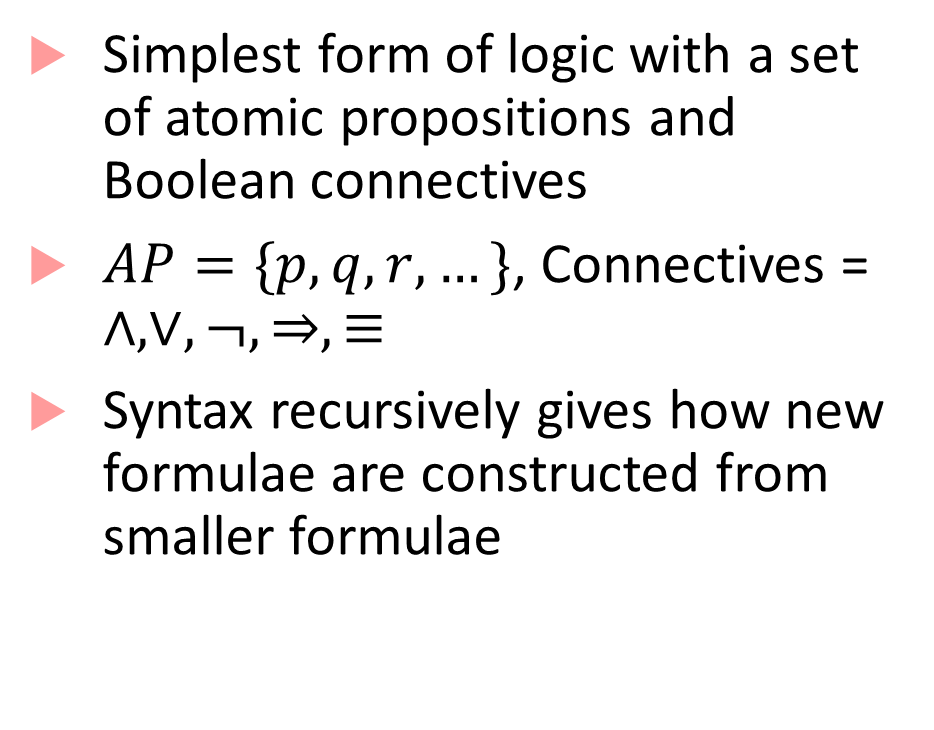 Simplest form of logic with a set
of atomic propositions and
Boolean connectives
AP = {p, q, r, … }, Connectives =
∧,∨, ¬, ⇒, ≡
Syntax recursively gives how new
formulae are constructed from
smaller formulae